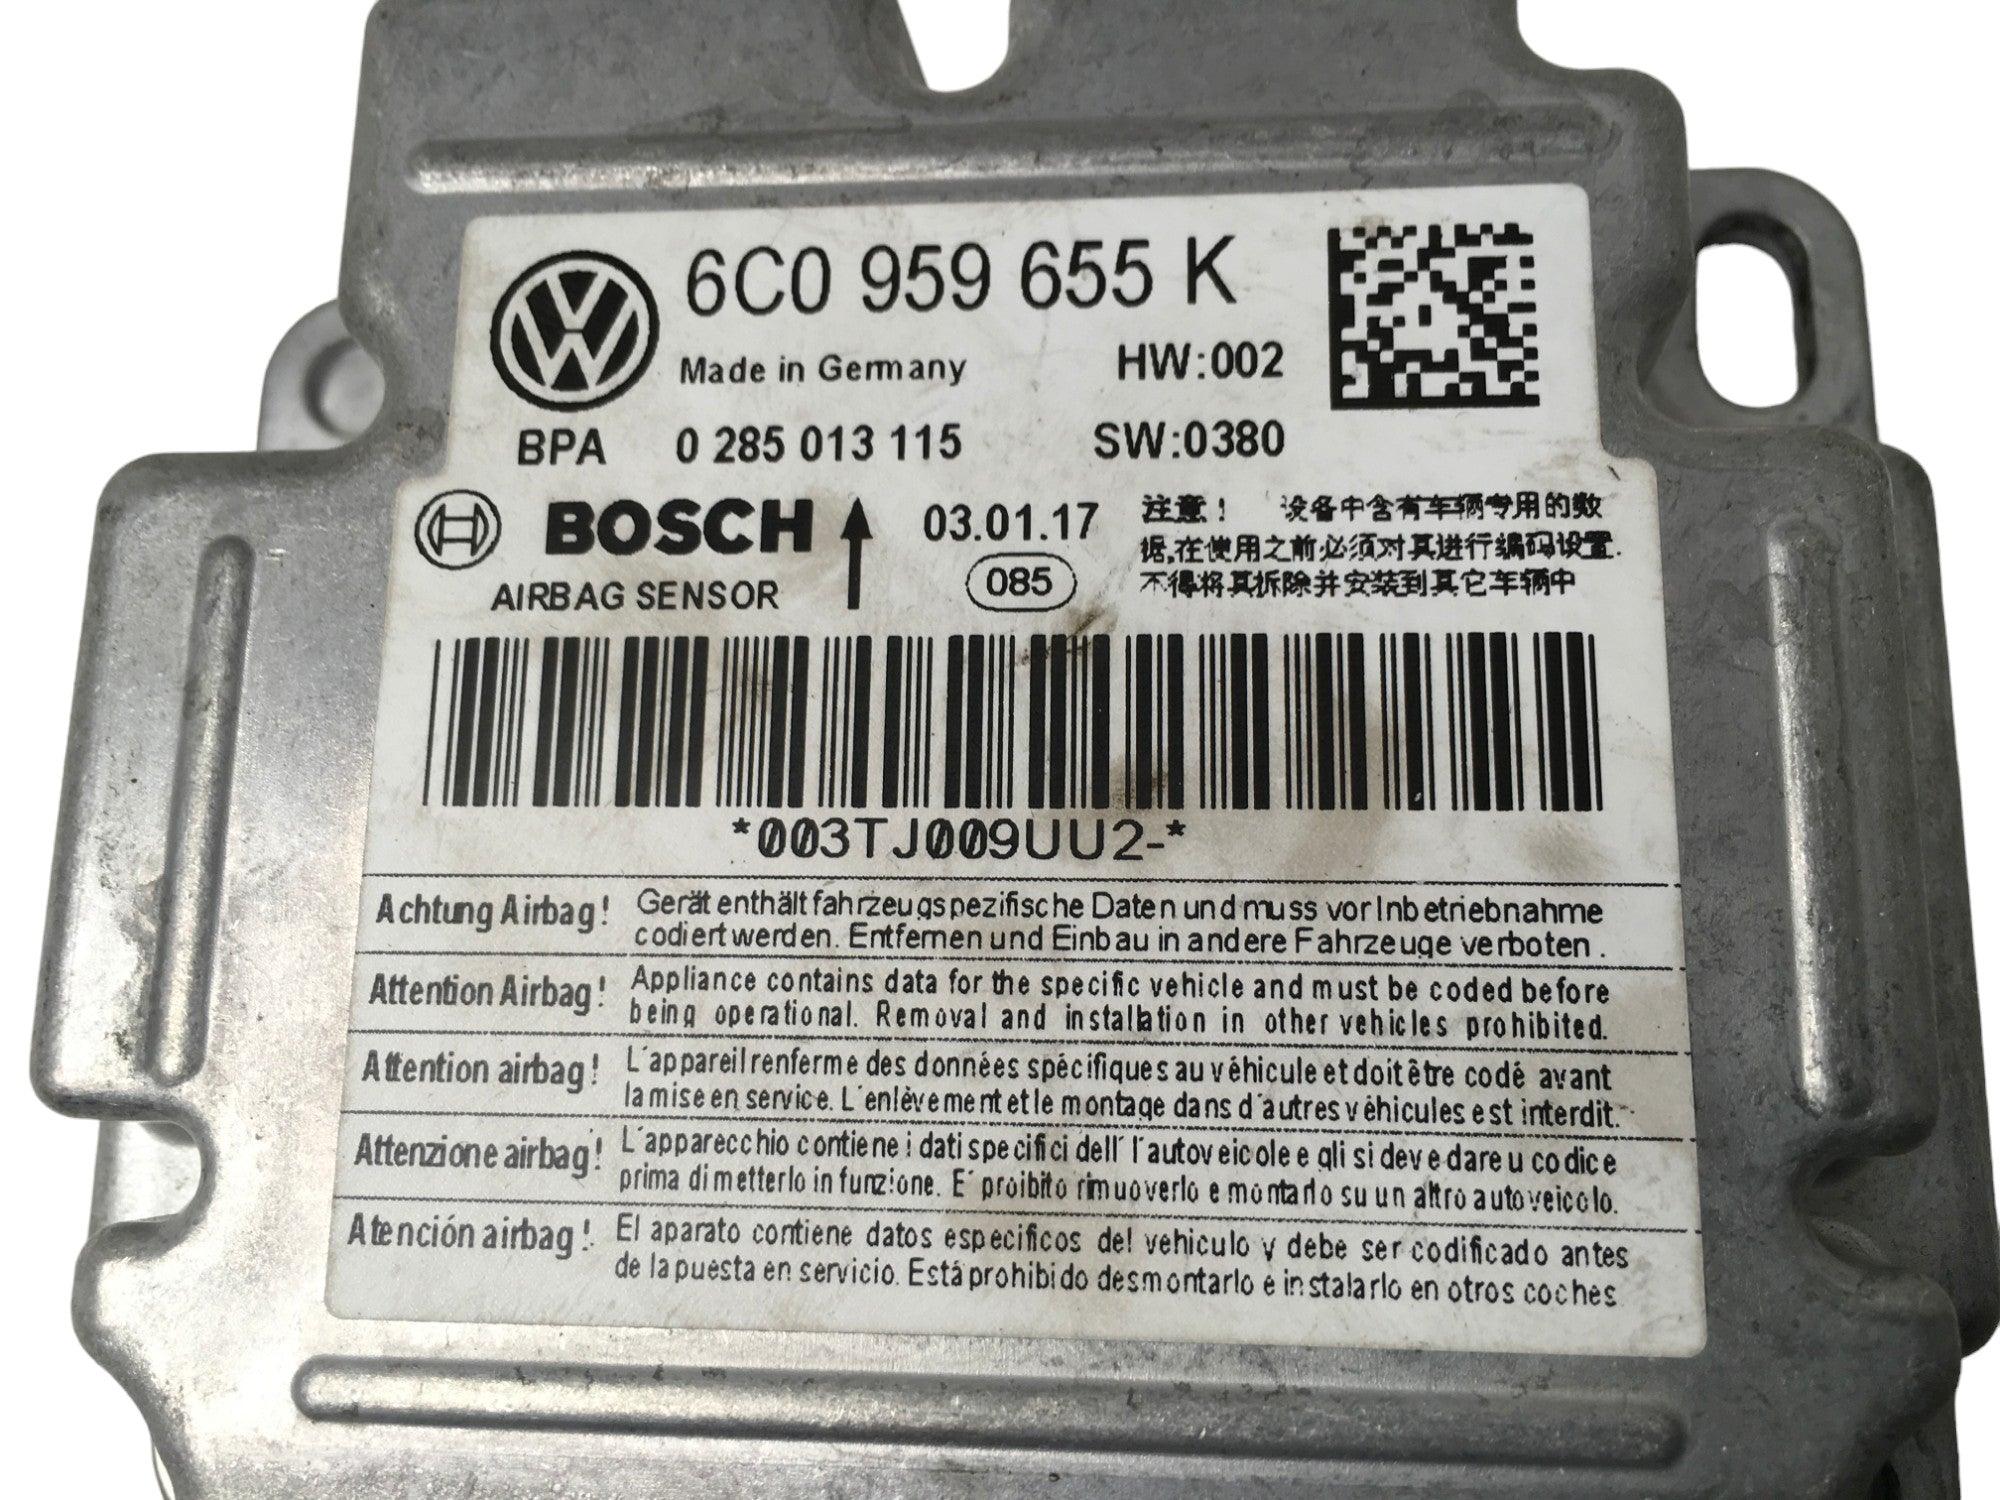 6C0 959 655 K
Made in Germany HW:002
BPA 0 285 013 115 SW:0380
BOSCH 03.01.17
AIRBAG SENSOR 085
注意! 设备中含有车辆专用的数
据,在使用之前必须对其进行编码设置.
不得将其拆除并安装到其它车辆中
*003TJ009UU2-*
Achtung Airbag! Gerät enthält fahrzeugspezifische Daten und muss vor Inbetriebnahme
codiert werden. Entfernen und Einbau in andere Fahrzeuge verboten.
Attention Airbag! Appliance contains data for the specific vehicle and must be coded before
being operational. Removal and installation in other vehicles prohibited.
Attention airbag! L´appareil renferme des données spécifiques au véhicule et doit être codé avant
la mise en service. L´enlèvement et le montage dans d´autres véhicules est interdit.
Attenzione airbag! L´apparecchio contiene i dati specifici dell´ l´autoveicolo e gli si deve dare u codice
prima di metterlo in funzione. E´ proibito rimuoverlo e montarlo su un altro autoveicolo.
Atención airbag! El aparato contiene datos especificos del vehiculo y debe ser codificado antes
de la puesta en servicio. Está prohibido desmontarlo e instalarlo en otros coches